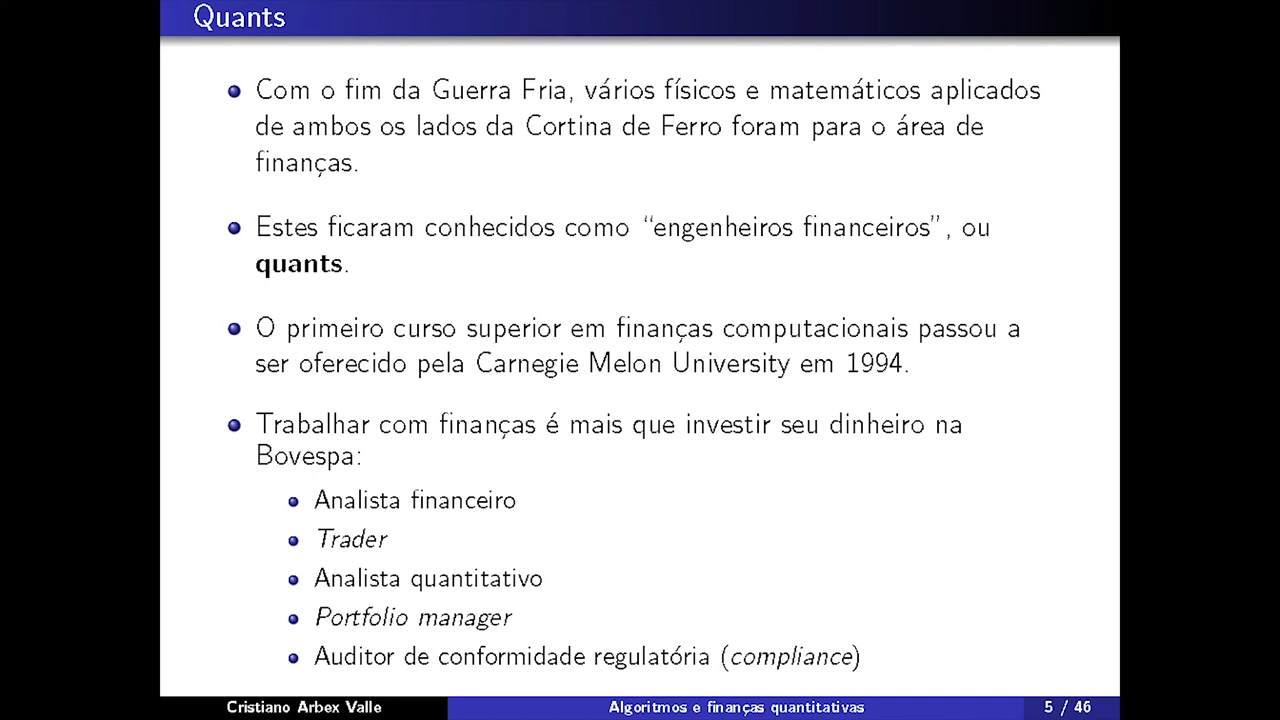 Quants
Com o fim da Guerra Fria, vários físicos e matemáticos aplicados
de ambos os lados da Cortina de Ferro foram para o área de
finanças.
Estes ficaram conhecidos como “engenheiros financeiros”, ou
quants.
O primeiro curso superior em finanças computacionais passou a
ser oferecido pela Carnegie Melon University em 1994.
Trabalhar com finanças é mais que investir seu dinheiro na
Bovespa:
Analista financeiro
Trader
Analista quantitativo
Portfolio manager
Auditor de conformidade regulatória (compliance)
Cristiano Arbex Valle Algoritmos e finanças quantitativas 5 / 46